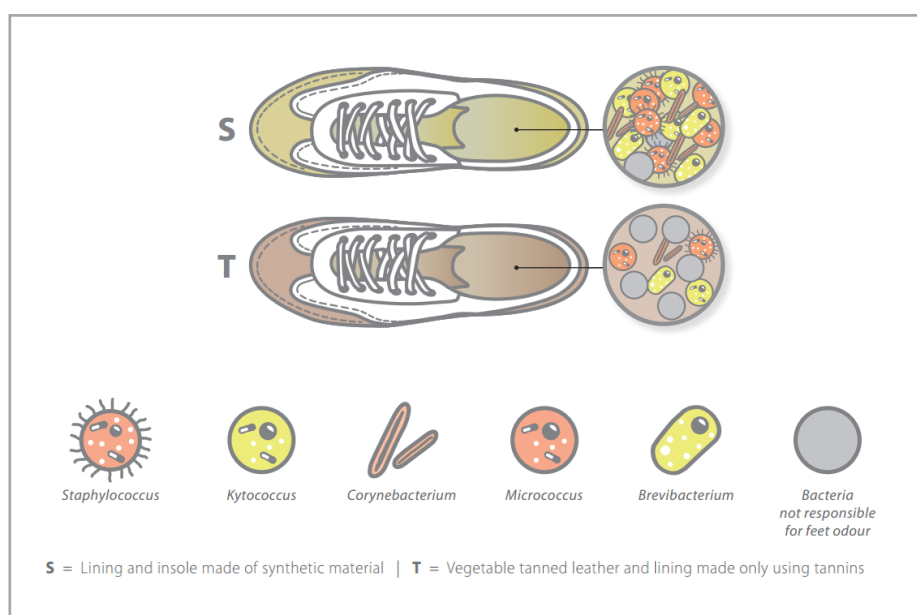 S
T
Staphylococcus
Kytococcus
Corynebacterium
Micrococcus
Brevibacterium
Bacteria
not responsible
for feet odour
S = Lining and insole made of synthetic material | T = Vegetable tanned leather and lining made only using tannins